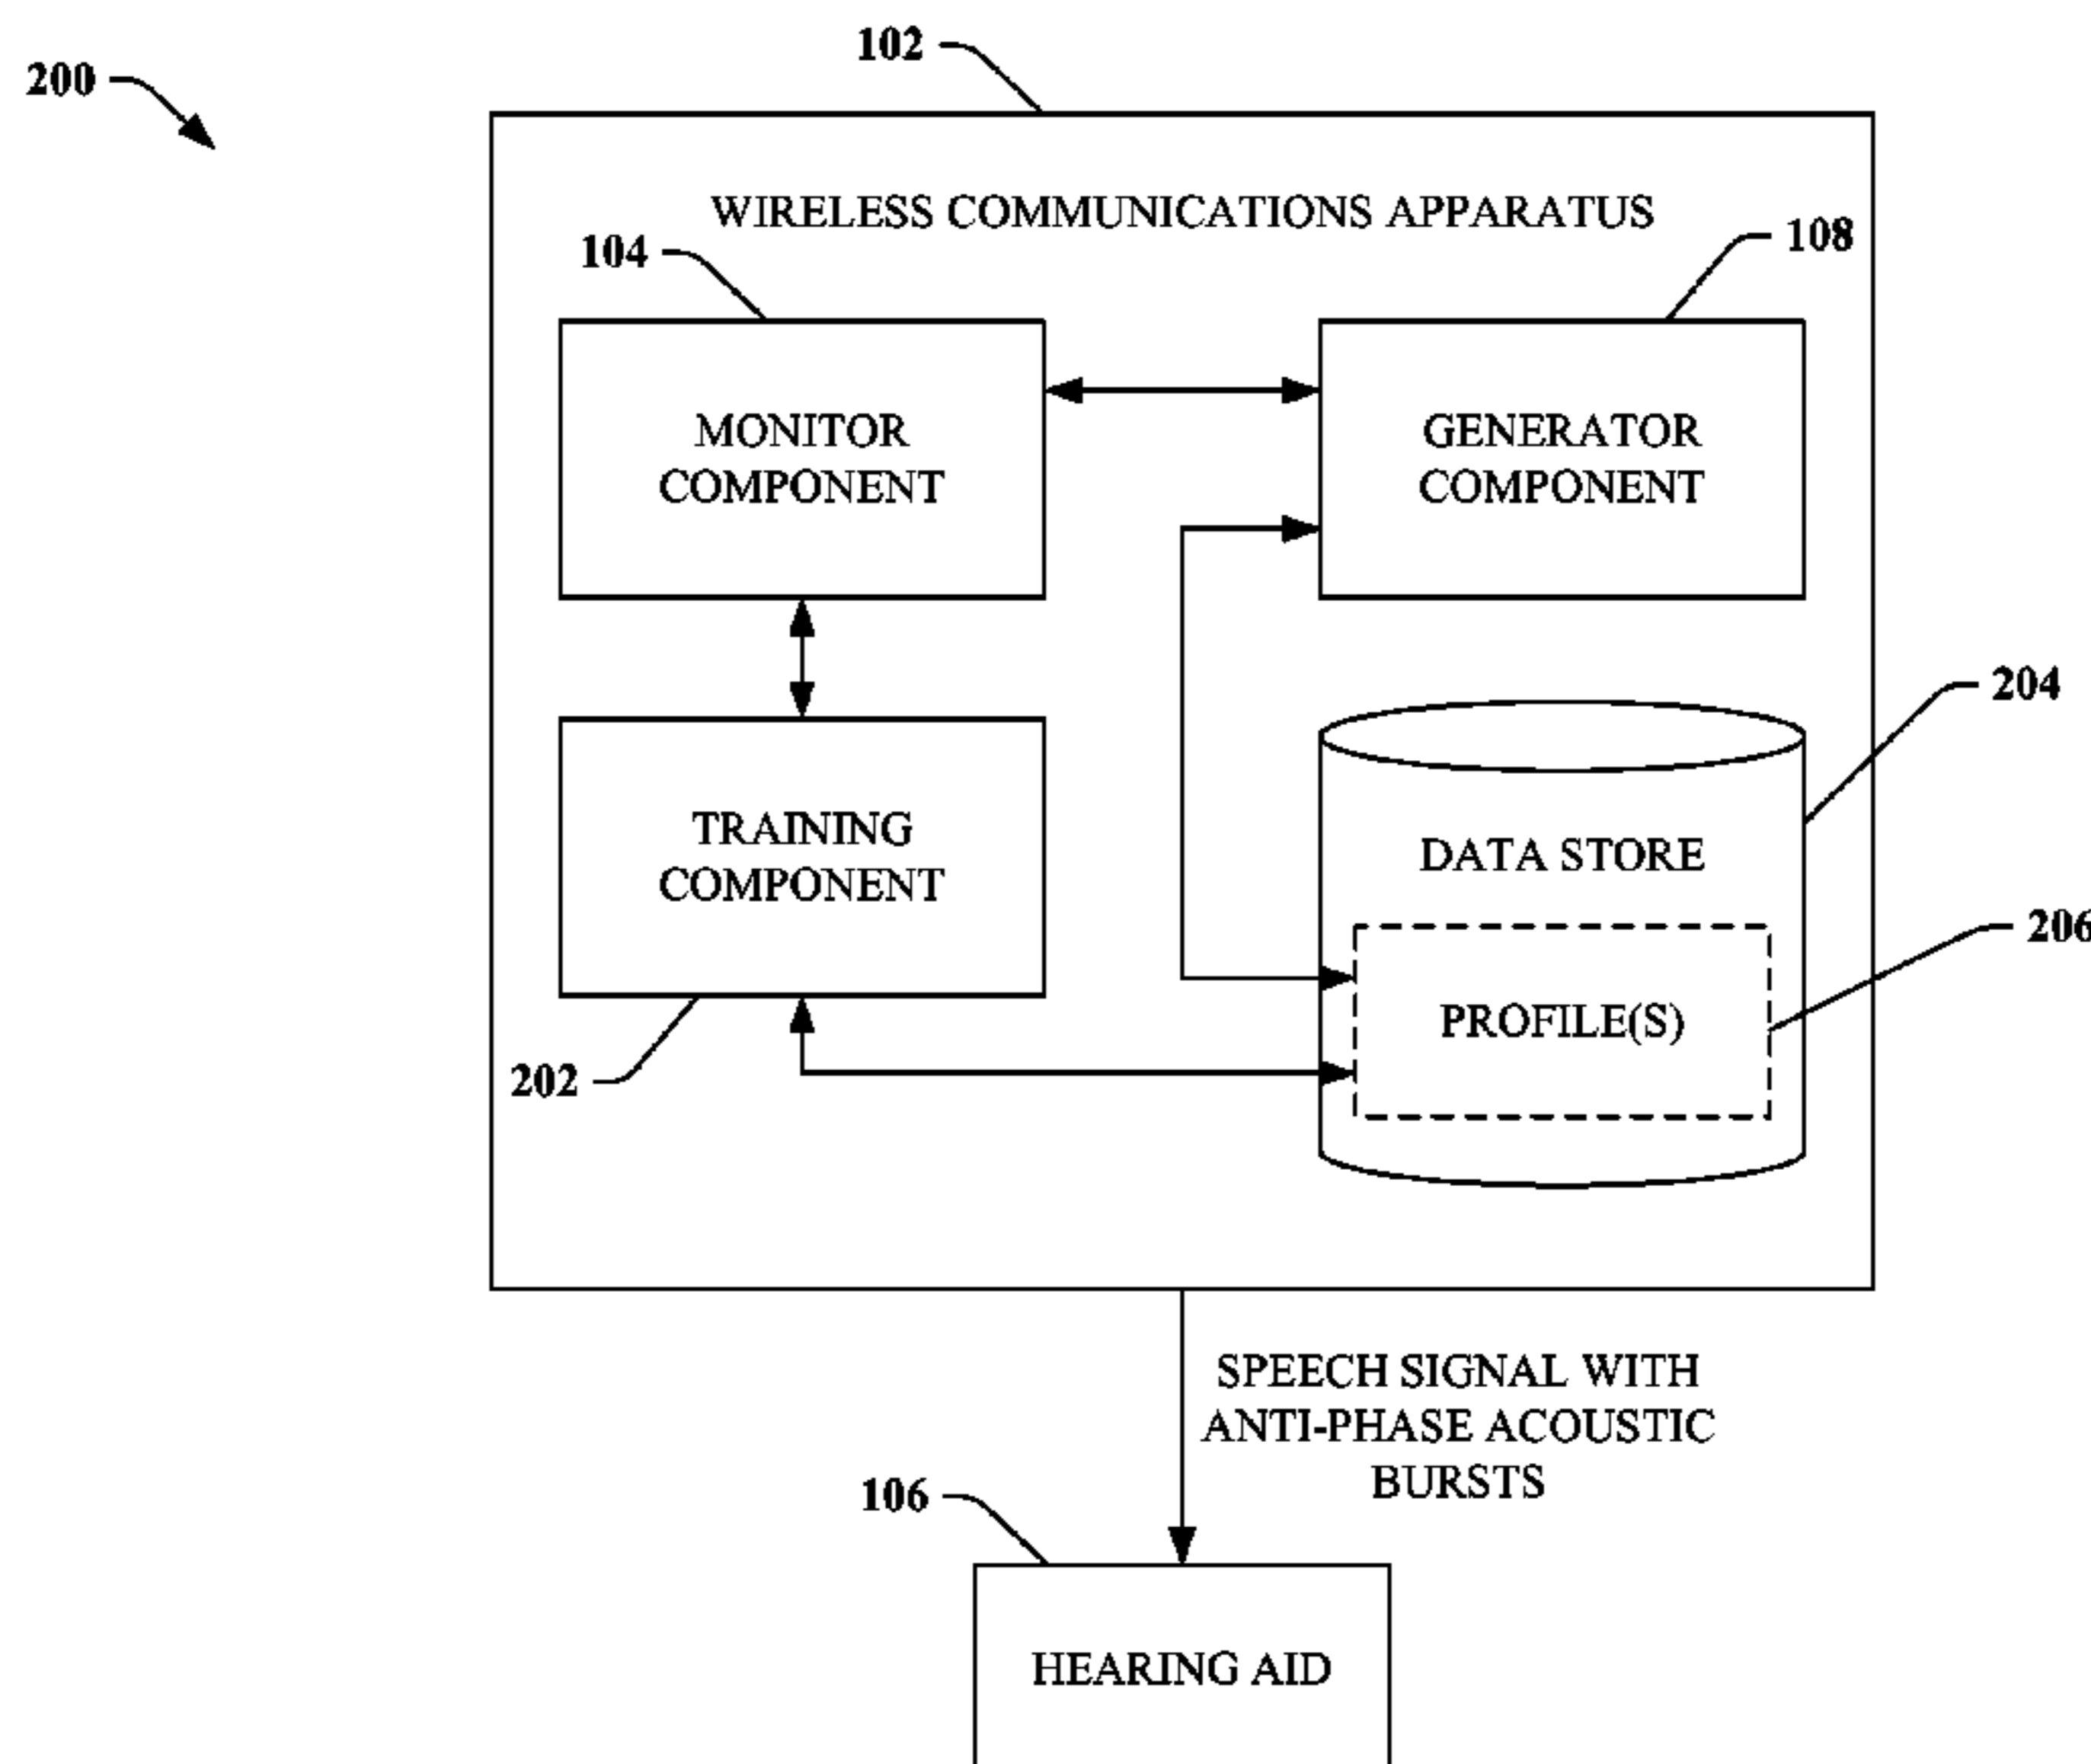 102
200
WIRELESS COMMUNICATIONS APPARATUS
104
108
MONITOR
COMPONENT
GENERATOR
COMPONENT
204
TRAINING
COMPONENT
DATA STORE
206
PROFILE(S)
202
SPEECH SIGNAL WITH
ANTI-PHASE ACOUSTIC
BURSTS
106
HEARING AID